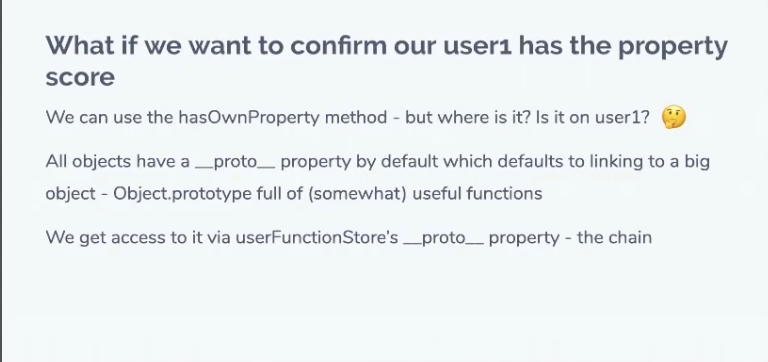 What if we want to confirm our user1 has the property
score
We can use the hasOwnProperty method - but where is it? Is it on user1? 🤔
All objects have a __proto__ property by default which defaults to linking to a big
object - Object.prototype full of (somewhat) useful functions
We get access to it via userFunctionStore's __proto__ property - the chain